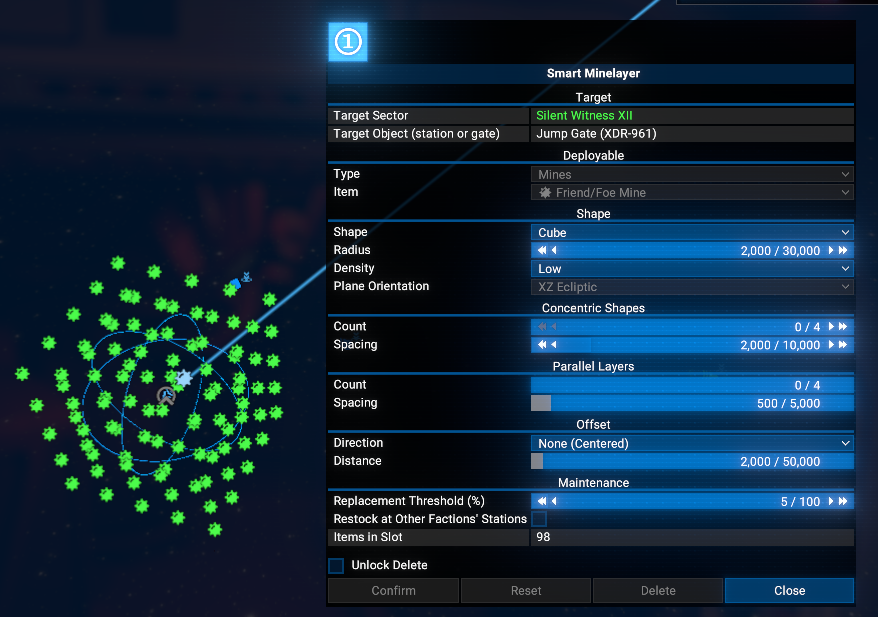 1
Smart Minelayer
Target
Target Sector Silent Witness XII
Target Object (station or gate) Jump Gate (XDR-961)
Deployable
Type Mines
Item Friend/Foe Mine
Shape
Shape Cube
Radius 2,000 / 30,000
Density Low
Plane Orientation XZ Ecliptic
Concentric Shapes
Count 0 / 4
Spacing 2,000 / 10,000
Parallel Layers
Count 0 / 4
Spacing 500 / 5,000
Offset
Direction None (Centered)
Distance 2,000 / 50,000
Maintenance
Replacement Threshold (%) 5 / 100
Restock at Other Factions' Stations
Items in Slot 98
Unlock Delete
Confirm Reset Delete Close